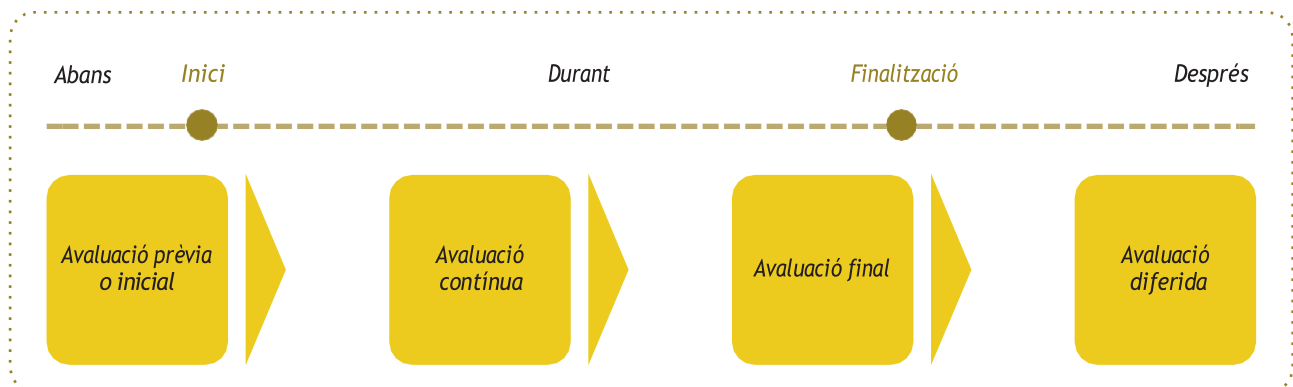 Abans Inici Durant Finalització Després
Avaluació prèvia
o inicial
Avaluació
contínua
Avaluació final
Avaluació
diferida